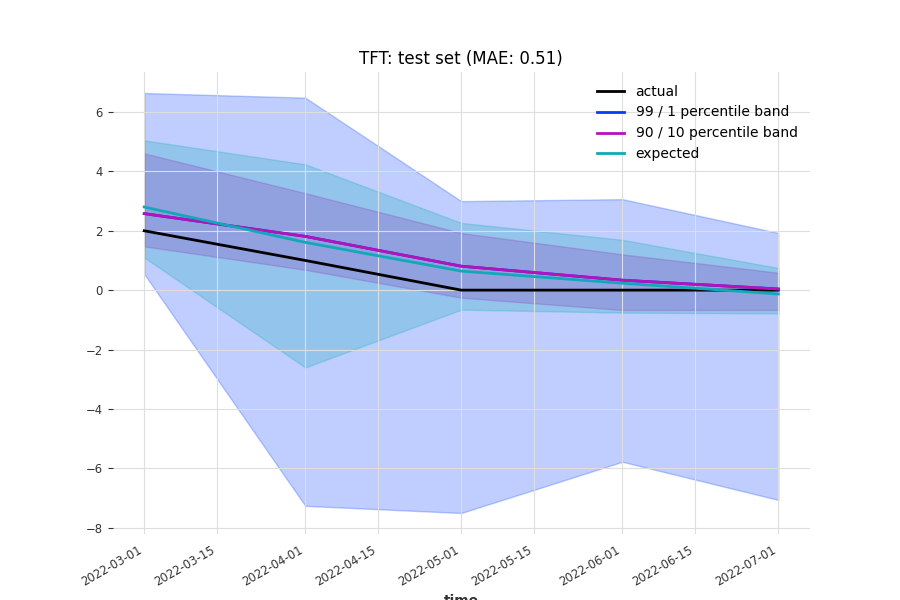 TFT: test set (MAE: 0.51)
actual
99 / 1 percentile band
90 / 10 percentile band
expected
6
4
2
0
−2
−4
−6
−8
2022-03-01
2022-03-15
2022-04-01
2022-04-15
2022-05-01
2022-05-15
2022-06-01
2022-06-15
2022-07-01
time